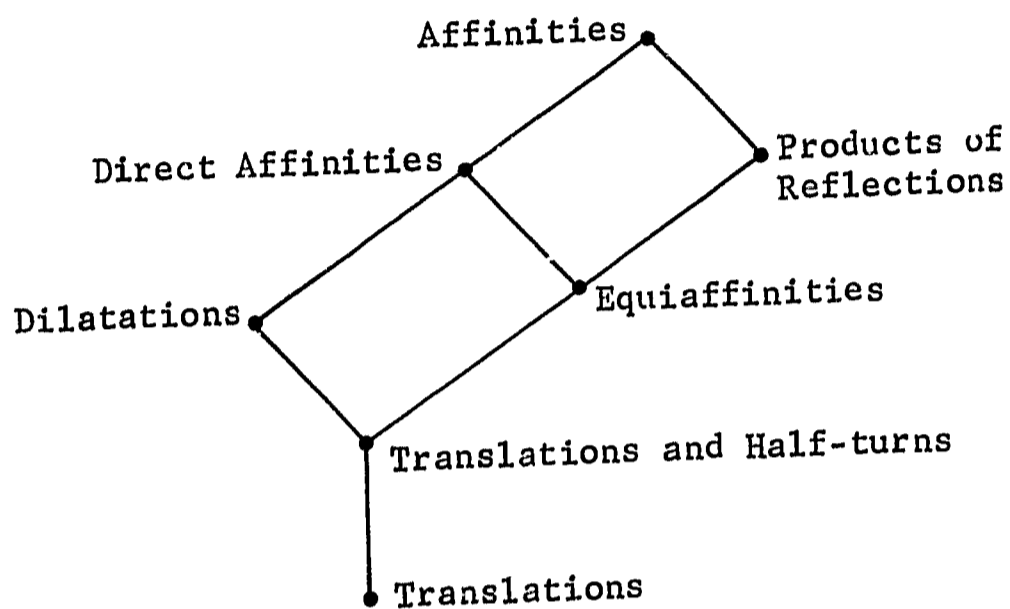 Affinities
Direct Affinities
Products of
Reflections
Dilatations
Equiaffinities
Translations and Half-turns
Translations